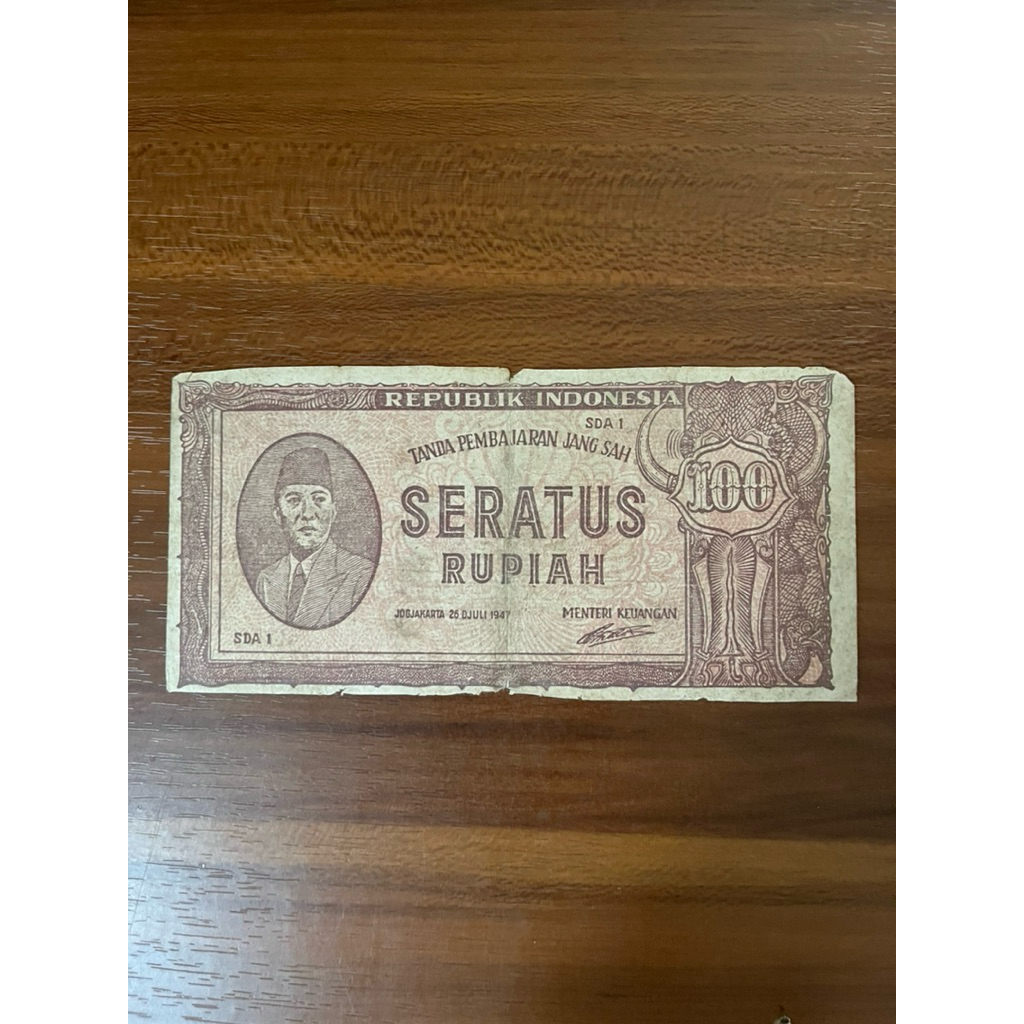 REPUBLIK INDONESIA
SDA 1
TANDA PEMBAJARAN JANG SAH
100
SERATUS
RUPIAH
JOGJAKARTA 26 DJULI 1947
MENTERI KEUANGAN
SDA 1